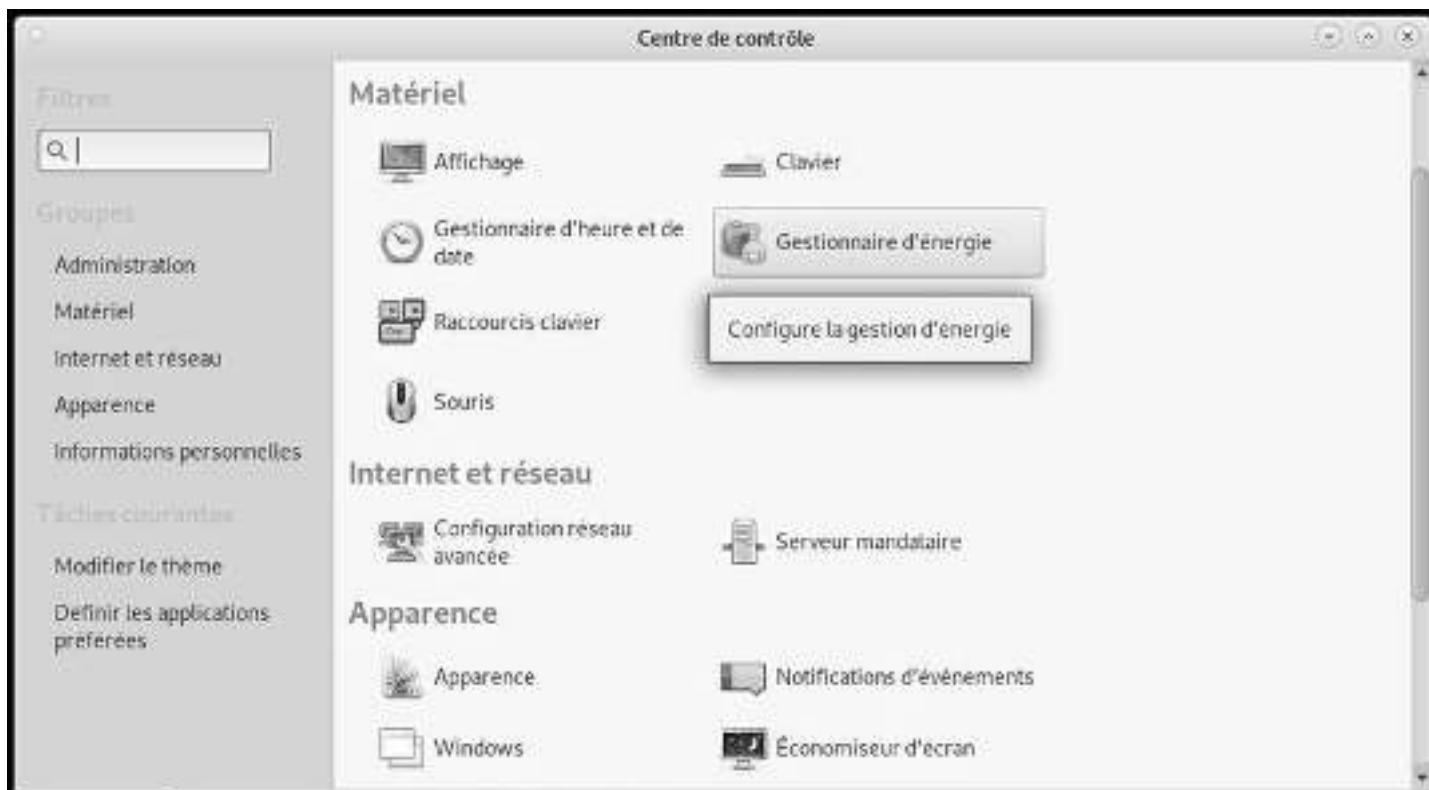 Centre de contrôle
Filtres
Groupes
Administration
Matériel
Internet et réseau
Apparence
Informations personnelles
Tâches courantes
Modifier le thème
Définir les applications
préférées
Matériel
Affichage
Clavier
Gestionnaire d'heure et de
date
Gestionnaire d'énergie
Raccourcis clavier
Configure la gestion d'énergie
Souris
Internet et réseau
Configuration réseau
avancée
Serveur mandataire
Apparence
Apparence
Notifications d'évènements
Windows
Économiseur d'écran